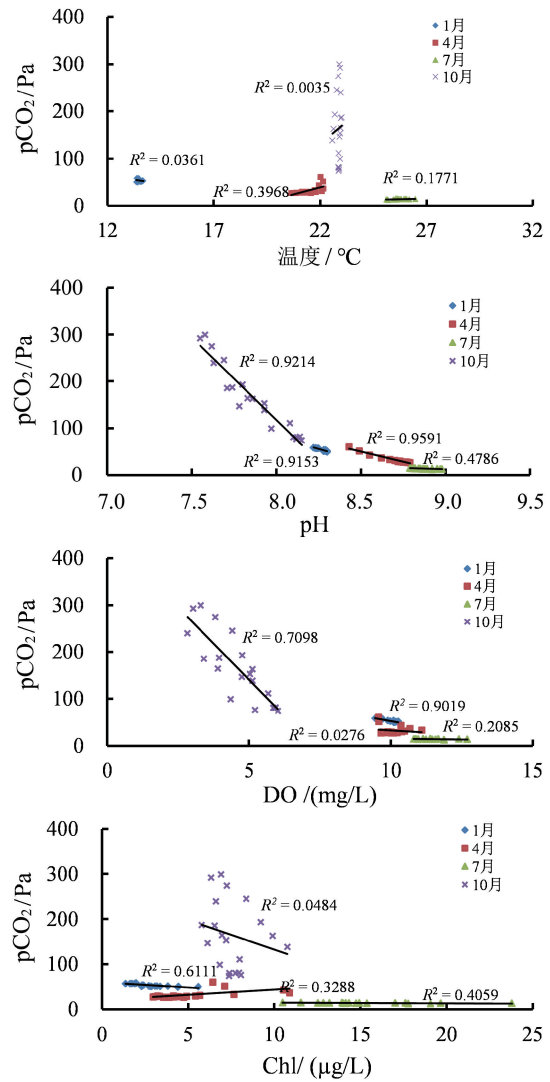 400
300
200
100
0
pCO₂/Pa
1月
4月
7月
10月
R² = 0.0035
R² = 0.0361
R² = 0.3968
R² = 0.1771
12 17 22 27 32
温度 / ℃
400
300
200
100
0
pCO₂/Pa
1月
4月
7月
10月
R² = 0.9214
R² = 0.9153
R² = 0.9591
R² = 0.4786
7.0 7.5 8.0 8.5 9.0 9.5
pH
400
300
200
100
0
pCO₂/Pa
1月
4月
7月
10月
R² = 0.7098
R² = 0.9019
R² = 0.0276
R² = 0.2085
0 5 10 15
DO /(mg/L)
400
300
200
100
0
pCO₂/Pa
1月
4月
7月
10月
R² = 0.0484
R² = 0.6111
R² = 0.3288
R² = 0.4059
0 5 10 15 20 25
Chl/ (μg/L)